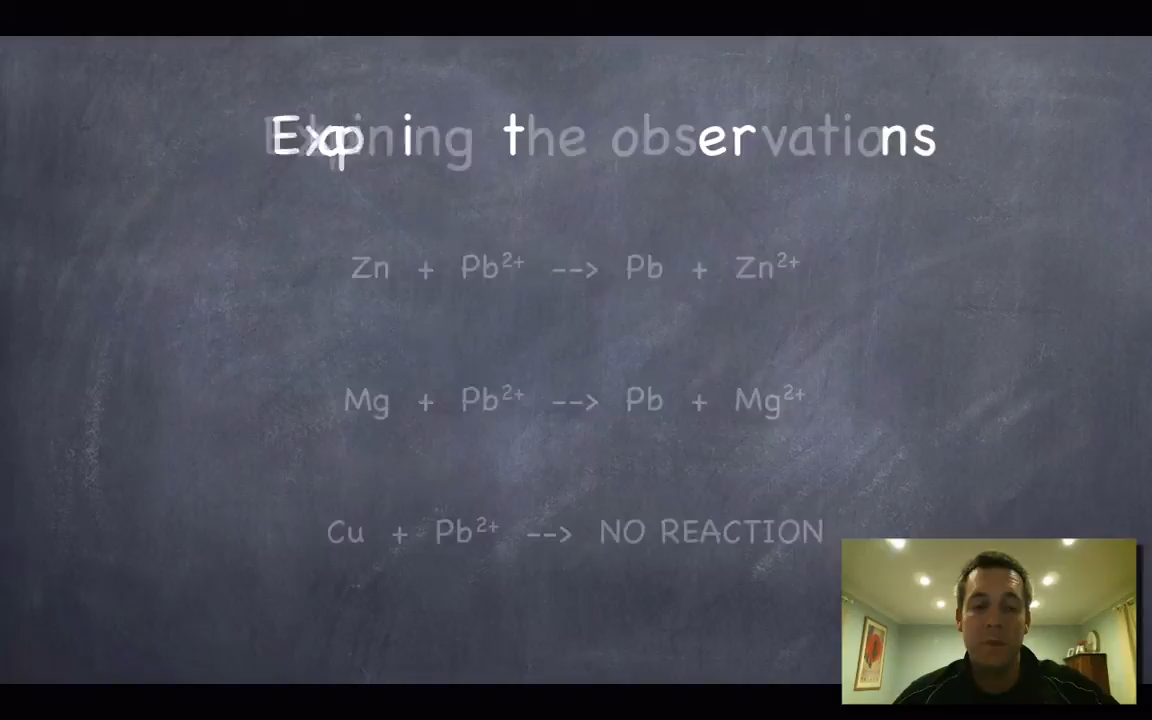 Explaining the observations
Zn + Pb²⁺ --> Pb + Zn²⁺
Mg + Pb²⁺ --> Pb + Mg²⁺
Cu + Pb²⁺ --> NO REACTION